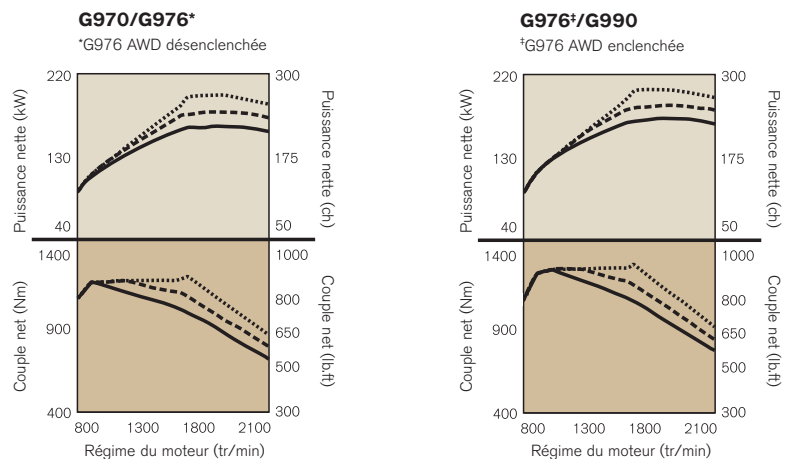 G970/G976*
*G976 AWD désenclenchée
220
130
40
Puissance nette (kW)
300
175
50
Puissance nette (ch)
1400
900
400
Couple net (Nm)
1000
800
650
500
300
Couple net (lb.ft)
800 1300 1800 2100
Régime du moteur (tr/min)
G976‡/G990
‡G976 AWD enclenchée
220
130
40
Puissance nette (kW)
300
175
50
Puissance nette (ch)
1400
900
400
Couple net (Nm)
1000
800
650
500
300
Couple net (lb.ft)
800 1300 1800 2100
Régime du moteur (tr/min)